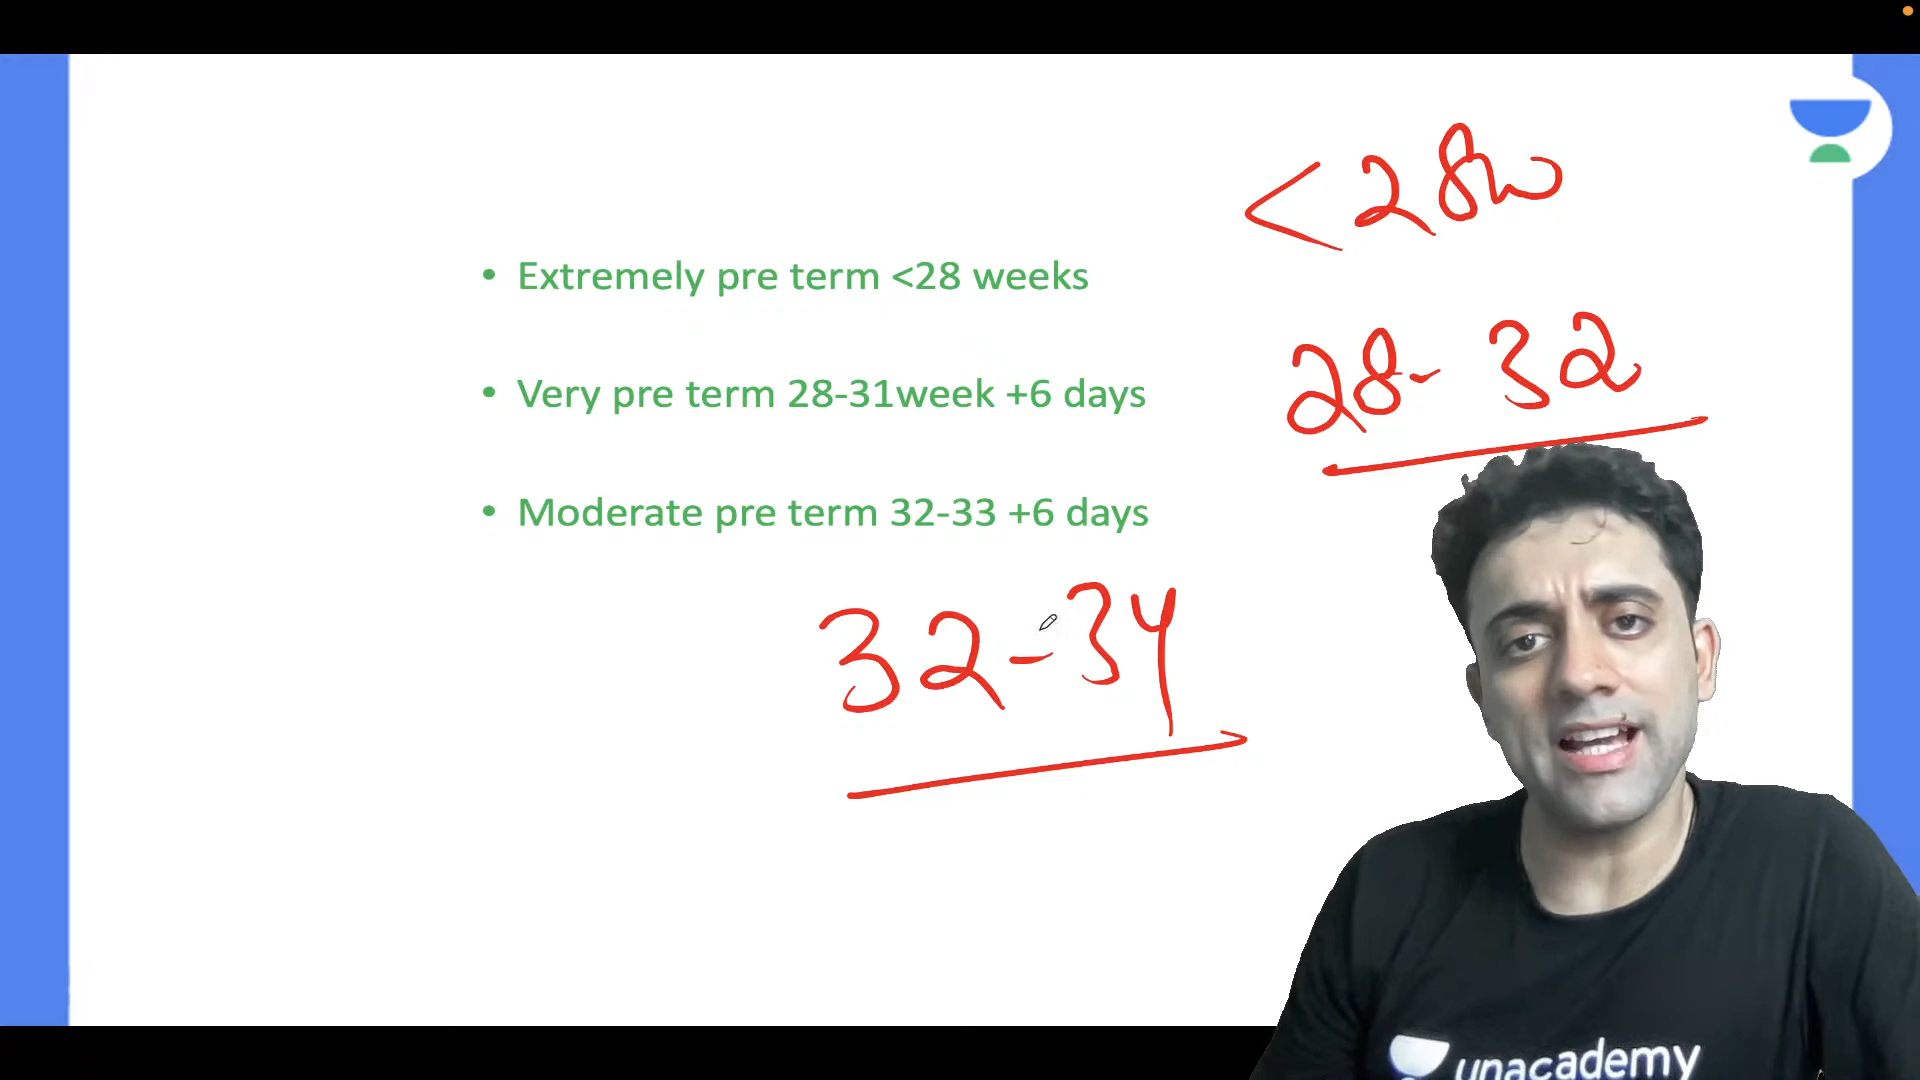 <28w
• Extremely pre term <28 weeks
28-32
• Very pre term 28-31week +6 days
• Moderate pre term 32-33 +6 days
32-34
unacademy